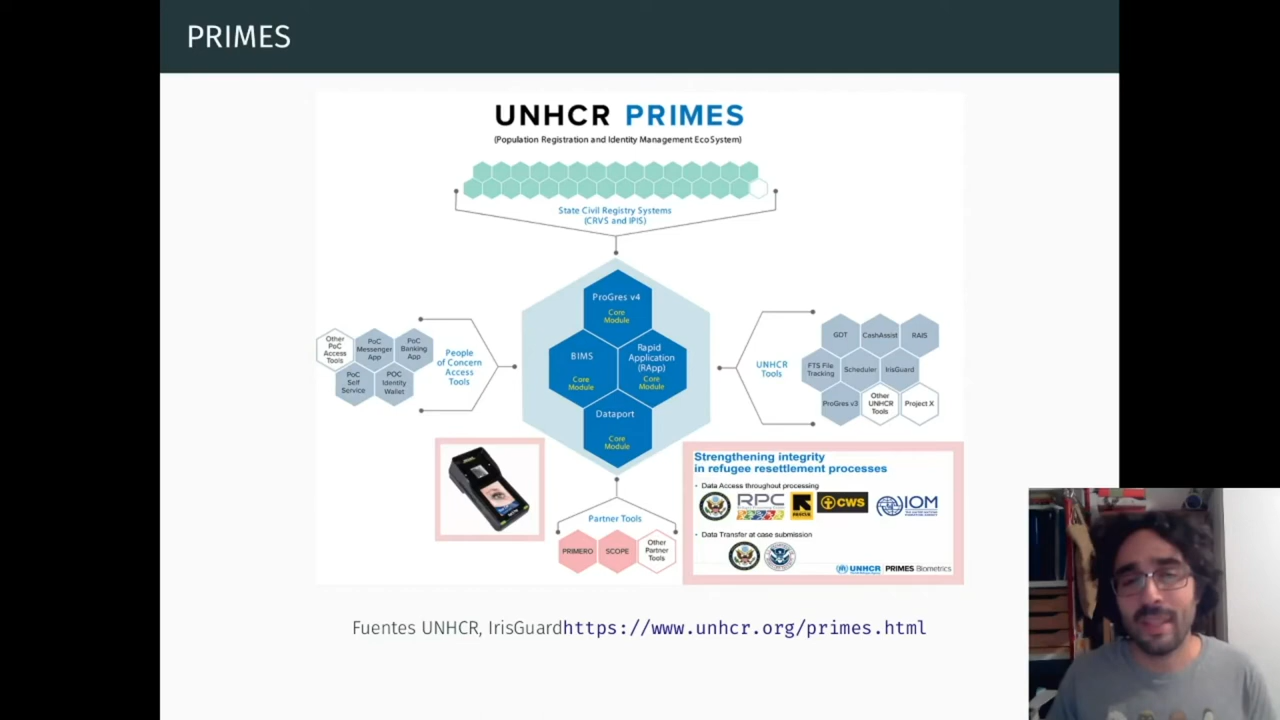 PRIMES
UNHCR PRIMES
(Population Registration and Identity Management EcoSystem)
State Civil Registry Systems
(CRVS and IPIS)
ProGres v4
Core
Module
BIMS
Core
Module
Rapid
Application
(RApp)
Core
Module
Dataport
Core
Module
Other
PoC
Access
Tools
PoC
Messenger
App
PoC
Banking
App
PoC
Self
Service
POC
Identity
Wallet
People
of Concern
Access
Tools
UNHCR
Tools
GDT
CashAssist
RAIS
FTS File
Tracking
Scheduler
IrisGuard
ProGres v3
Other
UNHCR
Tools
Project X
Partner Tools
PRIMERO
SCOPE
Other
Partner
Tools
Strengthening integrity
in refugee resettlement processes
• Data Access throughout processing
RPC
RESCUE
CWS
IOM
• Data Transfer at case submission
UNHCR PRIMES Biometrics
Fuentes UNHCR, IrisGuardhttps://www.unhcr.org/primes.html